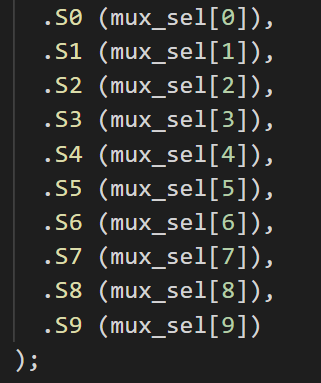 .S0 (mux_sel[0]),
.S1 (mux_sel[1]),
.S2 (mux_sel[2]),
.S3 (mux_sel[3]),
.S4 (mux_sel[4]),
.S5 (mux_sel[5]),
.S6 (mux_sel[6]),
.S7 (mux_sel[7]),
.S8 (mux_sel[8]),
.S9 (mux_sel[9])
);